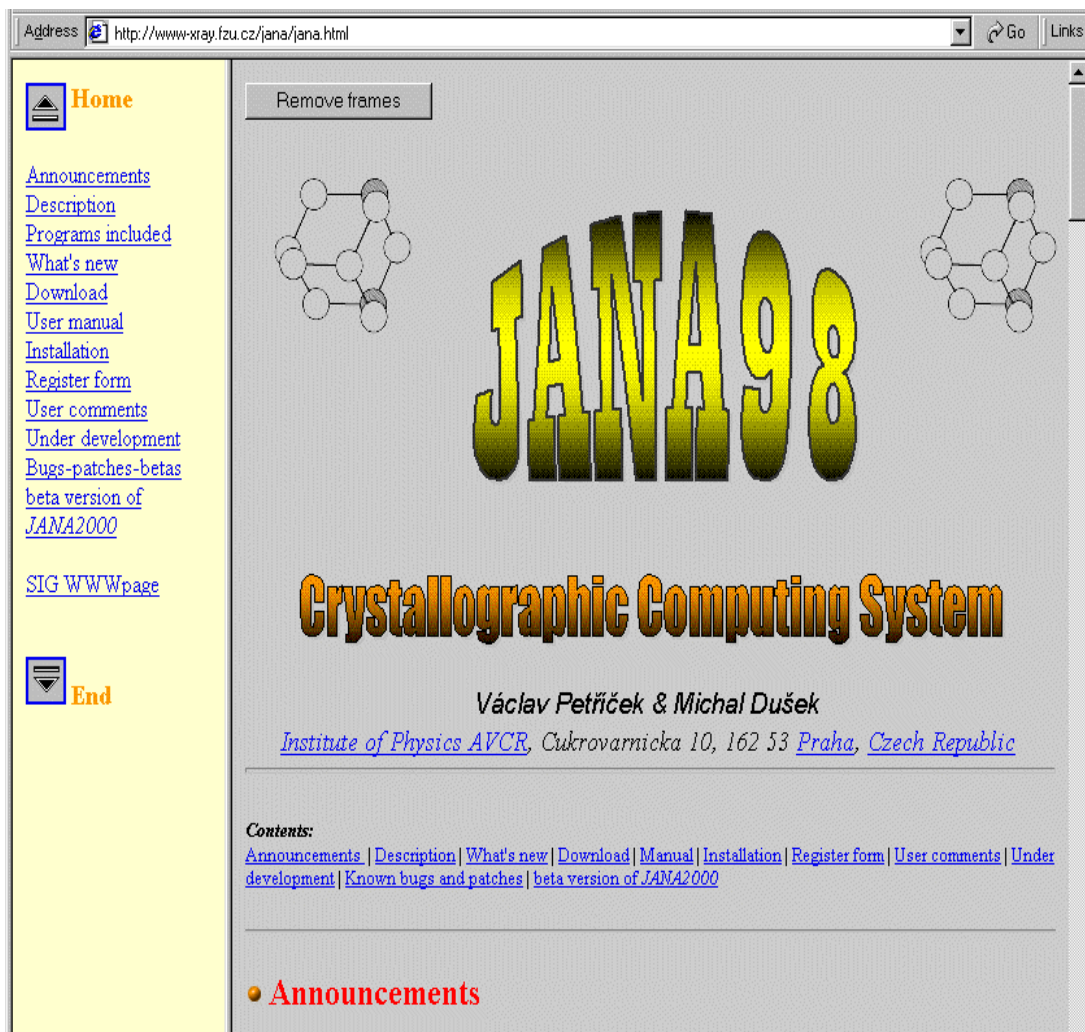 Address http://www-xray.fzu.cz/jana/jana.html Go Links
Home
Announcements
Description
Programs included
What's new
Download
User manual
Installation
Register form
User comments
Under development
Bugs-patches-betas
beta version of
JANA2000
SIG WWWpage
End
Remove frames
JANA98
Crystallographic Computing System
Václav Petříček & Michal Dušek
Institute of Physics AVCR, Cukrovarnicka 10, 162 53 Praha, Czech Republic
Contents:
Announcements | Description | What's new | Download | Manual | Installation | Register form | User comments | Under
development | Known bugs and patches | beta version of JANA2000
Announcements